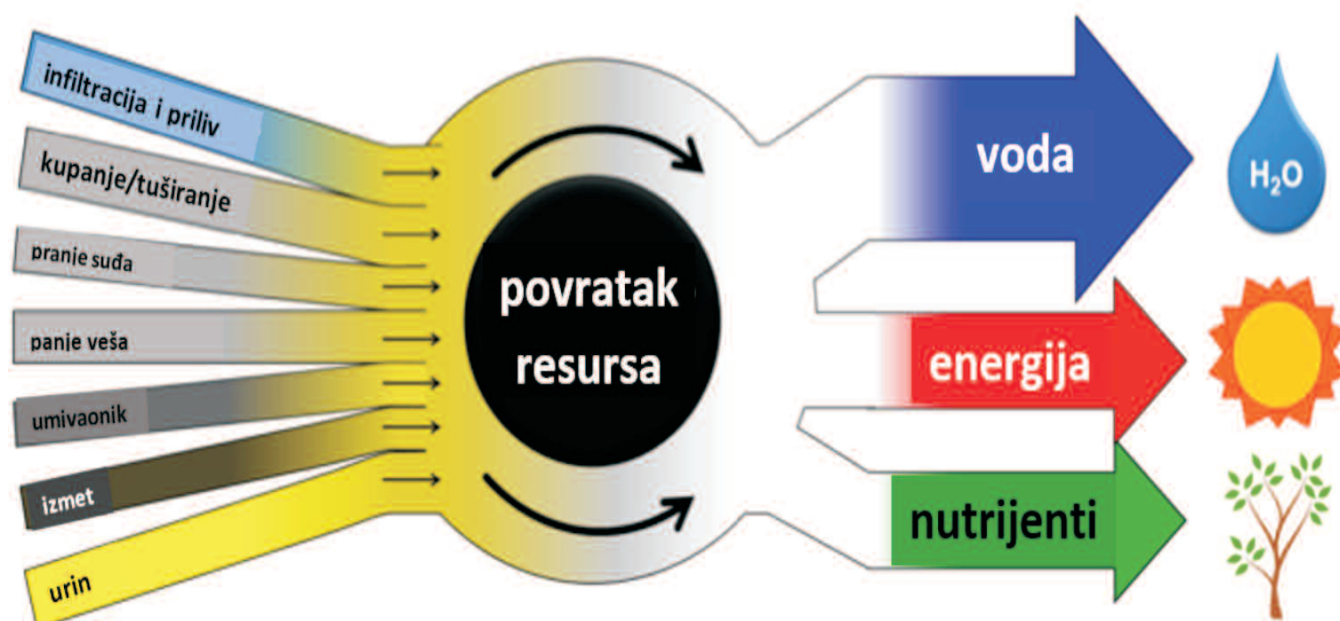 infiltracija i priliv
kupanje/tuširanje
pranje suđa
panje veša
umivaonik
izmet
urin
povratak
resursa
voda
energija
nutrijenti
H₂O